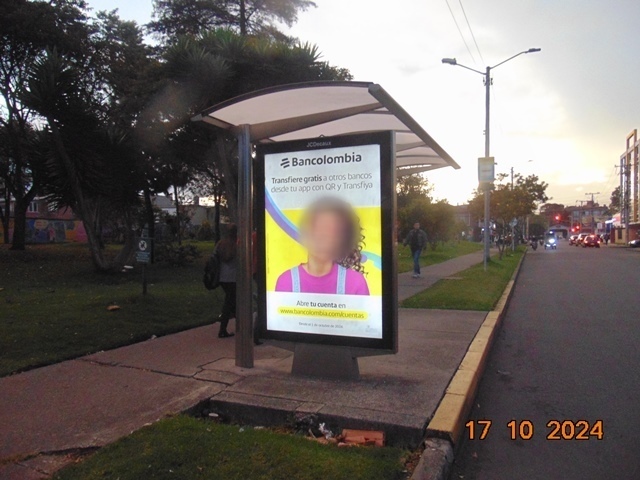 JCDecaux
Bancolombia
Transfiere gratis a otros bancos
desde tu app con QR y Transfiya
Abre tu cuenta en
www.bancolombia.com/cuentas
17 10 2024